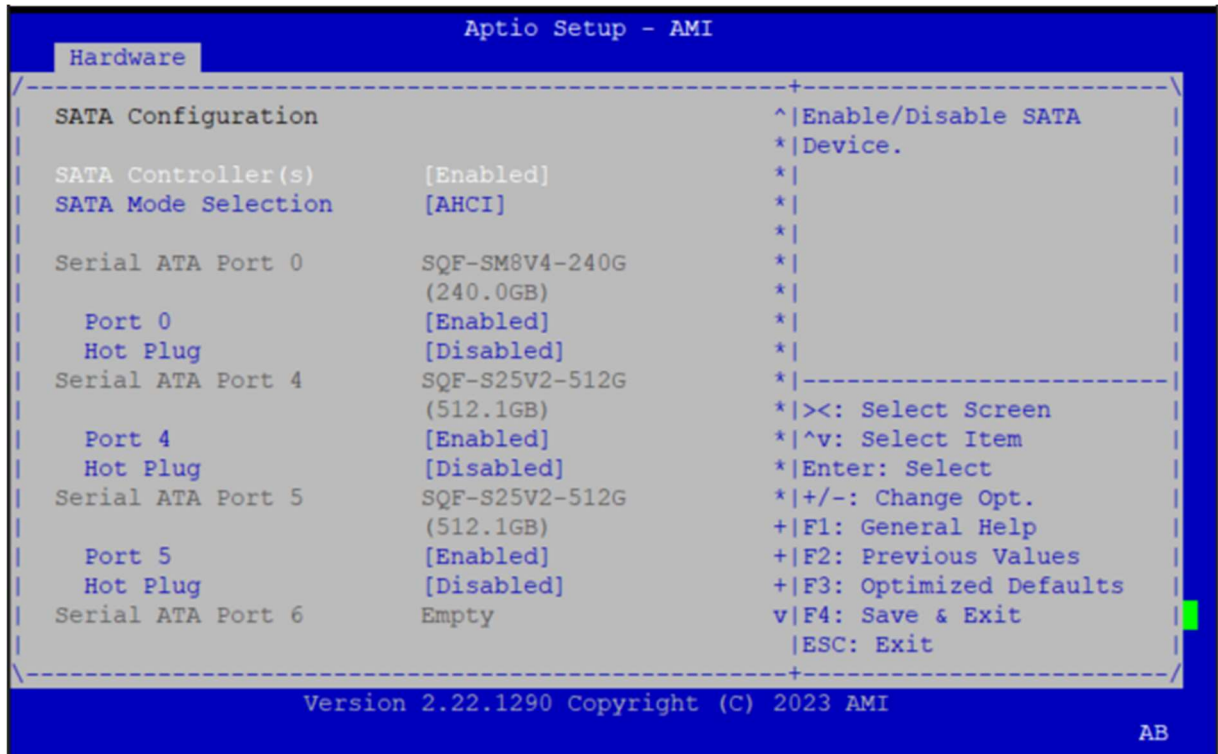 Aptio Setup - AMI
Hardware
/----------------------------------------------------+-------------------------\
| SATA Configuration ^|Enable/Disable SATA |
| *|Device. |
| SATA Controller(s) [Enabled] *| |
| SATA Mode Selection [AHCI] *| |
| *| |
| Serial ATA Port 0 SQF-SM8V4-240G *| |
| (240.0GB) *| |
| Port 0 [Enabled] *| |
| Hot Plug [Disabled] *| |
| Serial ATA Port 4 SQF-S25V2-512G *|-------------------------|
| (512.1GB) *|><: Select Screen |
| Port 4 [Enabled] *|^v: Select Item |
| Hot Plug [Disabled] *|Enter: Select |
| Serial ATA Port 5 SQF-S25V2-512G *|+/-: Change Opt. |
| (512.1GB) +|F1: General Help |
| Port 5 [Enabled] +|F2: Previous Values |
| Hot Plug [Disabled] +|F3: Optimized Defaults |
| Serial ATA Port 6 Empty v|F4: Save & Exit |
| |ESC: Exit |
\----------------------------------------------------+-------------------------/
Version 2.22.1290 Copyright (C) 2023 AMI
AB